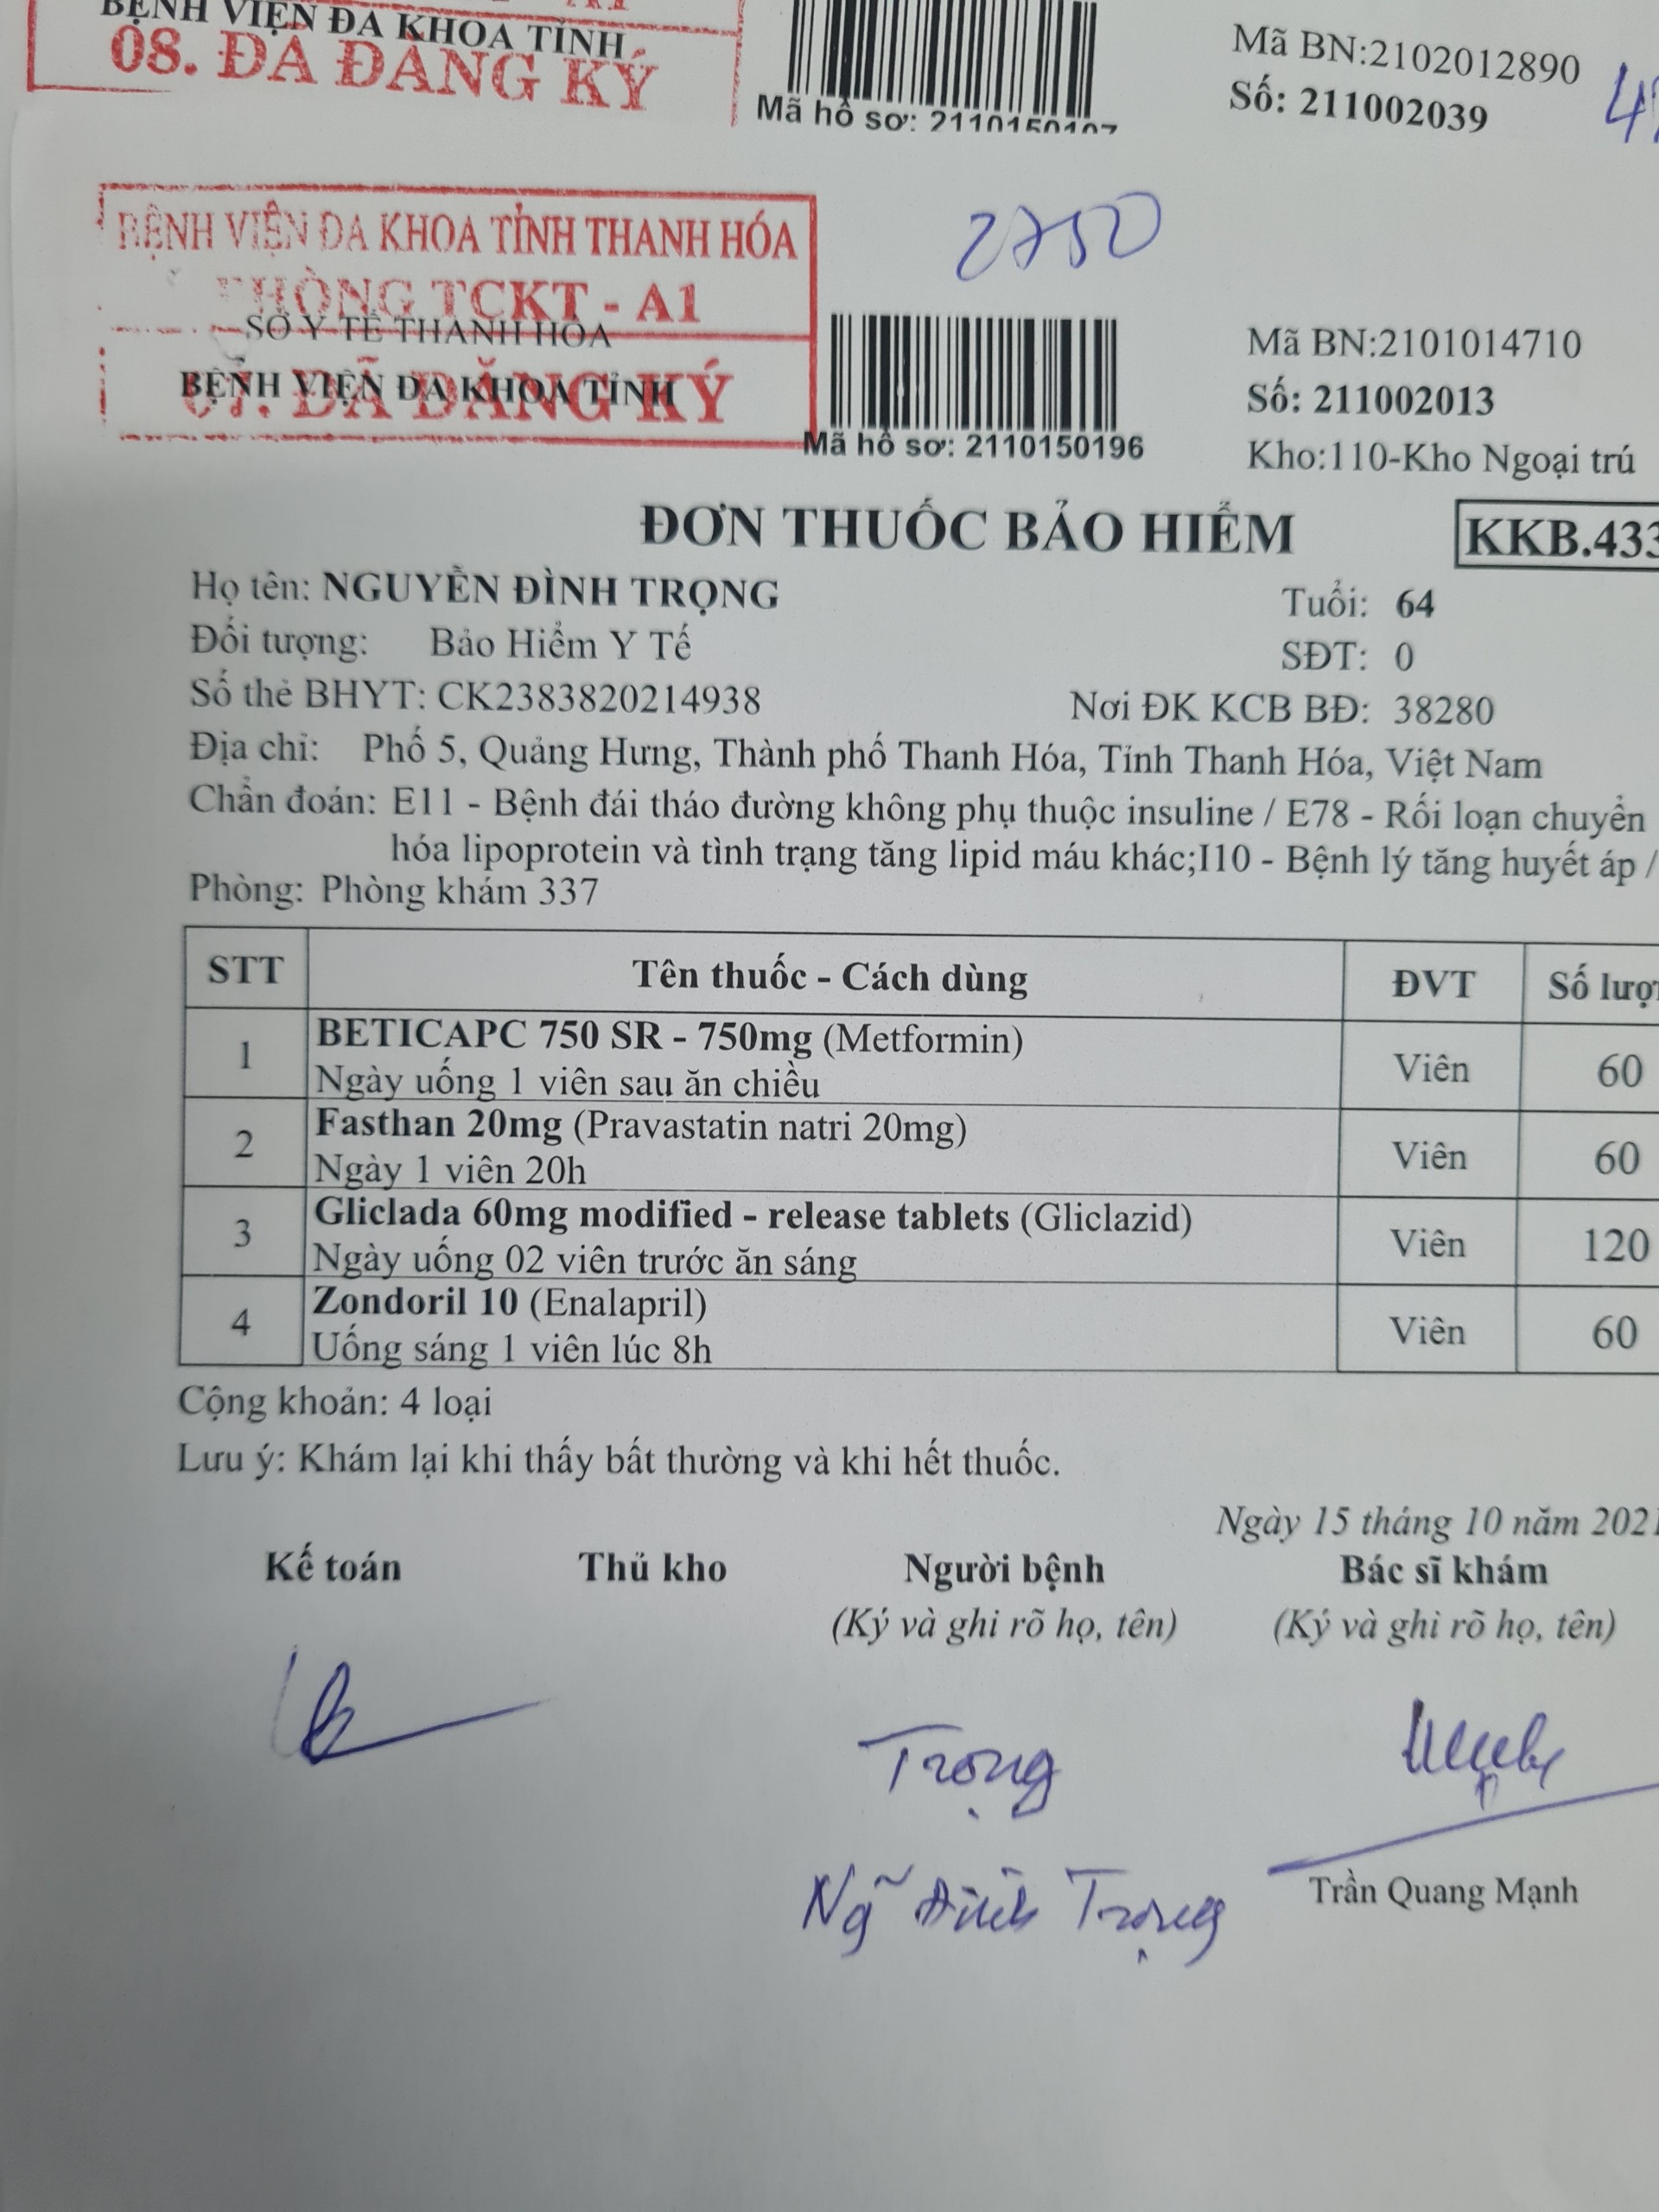 BỆNH VIỆN ĐA KHOA TỈNH
08. ĐÃ ĐĂNG KÝ
Mã BN:2102012890
Số: 211002039
Mã hồ sơ: 2110150197
BỆNH VIỆN ĐA KHOA TỈNH THANH HÓA
PHÒNG TCKT - A1
2750
SỞ Y TẾ THANH HÓA
BỆNH VIỆN ĐA KHOA TỈNH
07. ĐÃ ĐĂNG KÝ
Mã hồ sơ: 2110150196
Mã BN:2101014710
Số: 211002013
Kho:110-Kho Ngoại trú
ĐƠN THUỐC BẢO HIỂM
KKB.433
Họ tên: NGUYỄN ĐÌNH TRỌNG
Tuổi: 64
Đối tượng: Bảo Hiểm Y Tế
SĐT: 0
Số thẻ BHYT: CK2383820214938
Nơi ĐK KCB BĐ: 38280
Địa chỉ: Phố 5, Quảng Hưng, Thành phố Thanh Hóa, Tỉnh Thanh Hóa, Việt Nam
Chẩn đoán: E11 - Bệnh đái tháo đường không phụ thuộc insuline / E78 - Rối loạn chuyển
hóa lipoprotein và tình trạng tăng lipid máu khác;I10 - Bệnh lý tăng huyết áp /
Phòng: Phòng khám 337
STT Tên thuốc - Cách dùng ĐVT Số lượ
1 BETICAPC 750 SR - 750mg (Metformin) Viên 60
Ngày uống 1 viên sau ăn chiều
2 Fasthan 20mg (Pravastatin natri 20mg) Viên 60
Ngày 1 viên 20h
3 Gliclada 60mg modified - release tablets (Gliclazid) Viên 120
Ngày uống 02 viên trước ăn sáng
4 Zondoril 10 (Enalapril) Viên 60
Uống sáng 1 viên lúc 8h
Cộng khoản: 4 loại
Lưu ý: Khám lại khi thấy bất thường và khi hết thuốc.
Ngày 15 tháng 10 năm 2021
Kế toán Thủ kho Người bệnh Bác sĩ khám
(Ký và ghi rõ họ, tên) (Ký và ghi rõ họ, tên)
Trọng
Ng̃ Đình Trọng
Trần Quang Mạnh